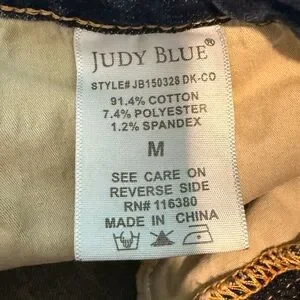 JUDY BLUE®
STYLE# JB150328 DK-CO
91.4% COTTON
7.4% POLYESTER
1.2% SPANDEX
M
SEE CARE ON
REVERSE SIDE
RN# 116380
MADE IN CHINA